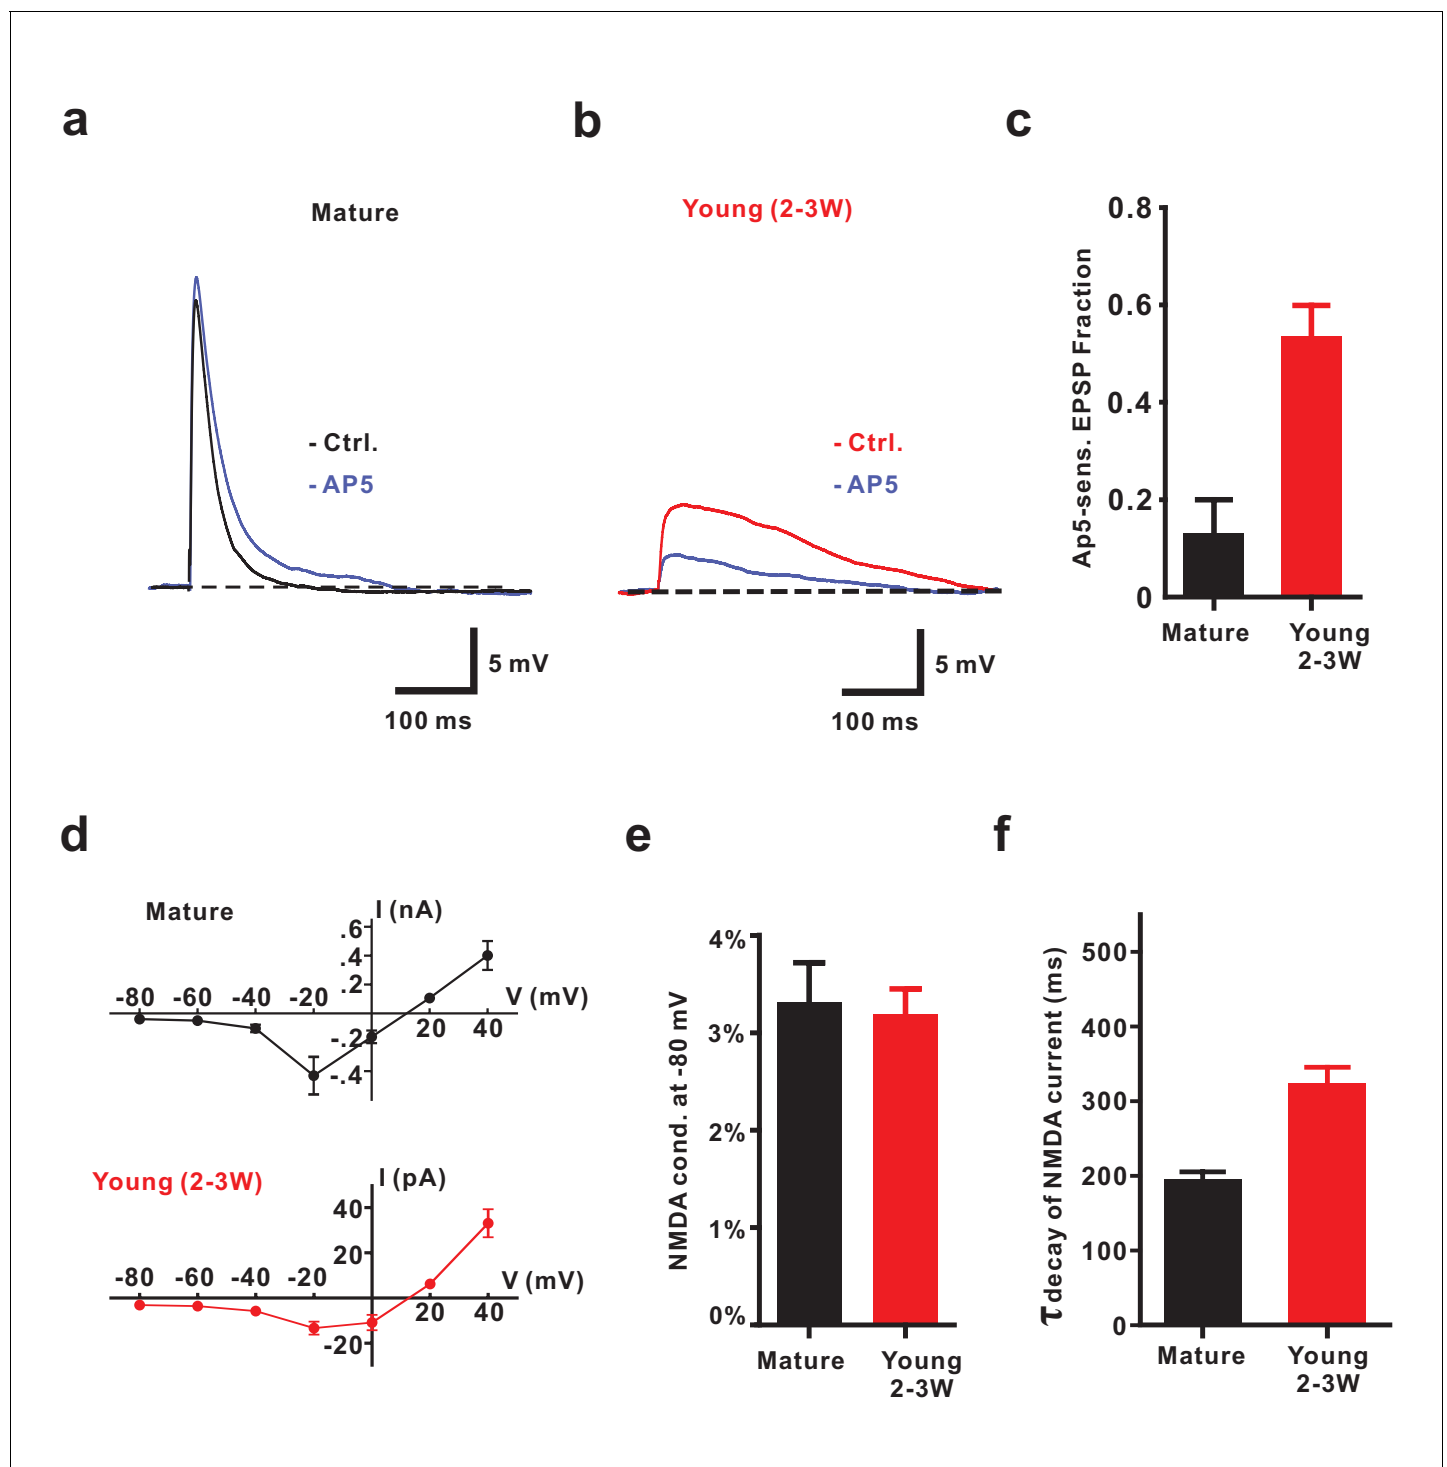 a
Mature
- Ctrl.
- AP5
5 mV
100 ms
b
Young (2-3W)
- Ctrl.
- AP5
5 mV
100 ms
c
Ap5-sens. EPSP Fraction
0.8
0.6
0.4
0.2
0
Mature
Young
2-3W
d
Mature
I (nA)
.6
.4
.2
-80 -60 -40 -20
V (mV)
20 40
-.2
-.4
Young (2-3W)
I (pA)
40
20
-80 -60 -40 -20
V (mV)
20 40
-20
e
NMDA cond. at -80 mV
4%
3%
2%
1%
0%
Mature
Young
2-3W
f
τ decay of NMDA current (ms)
500
400
300
200
100
0
Mature
Young
2-3W